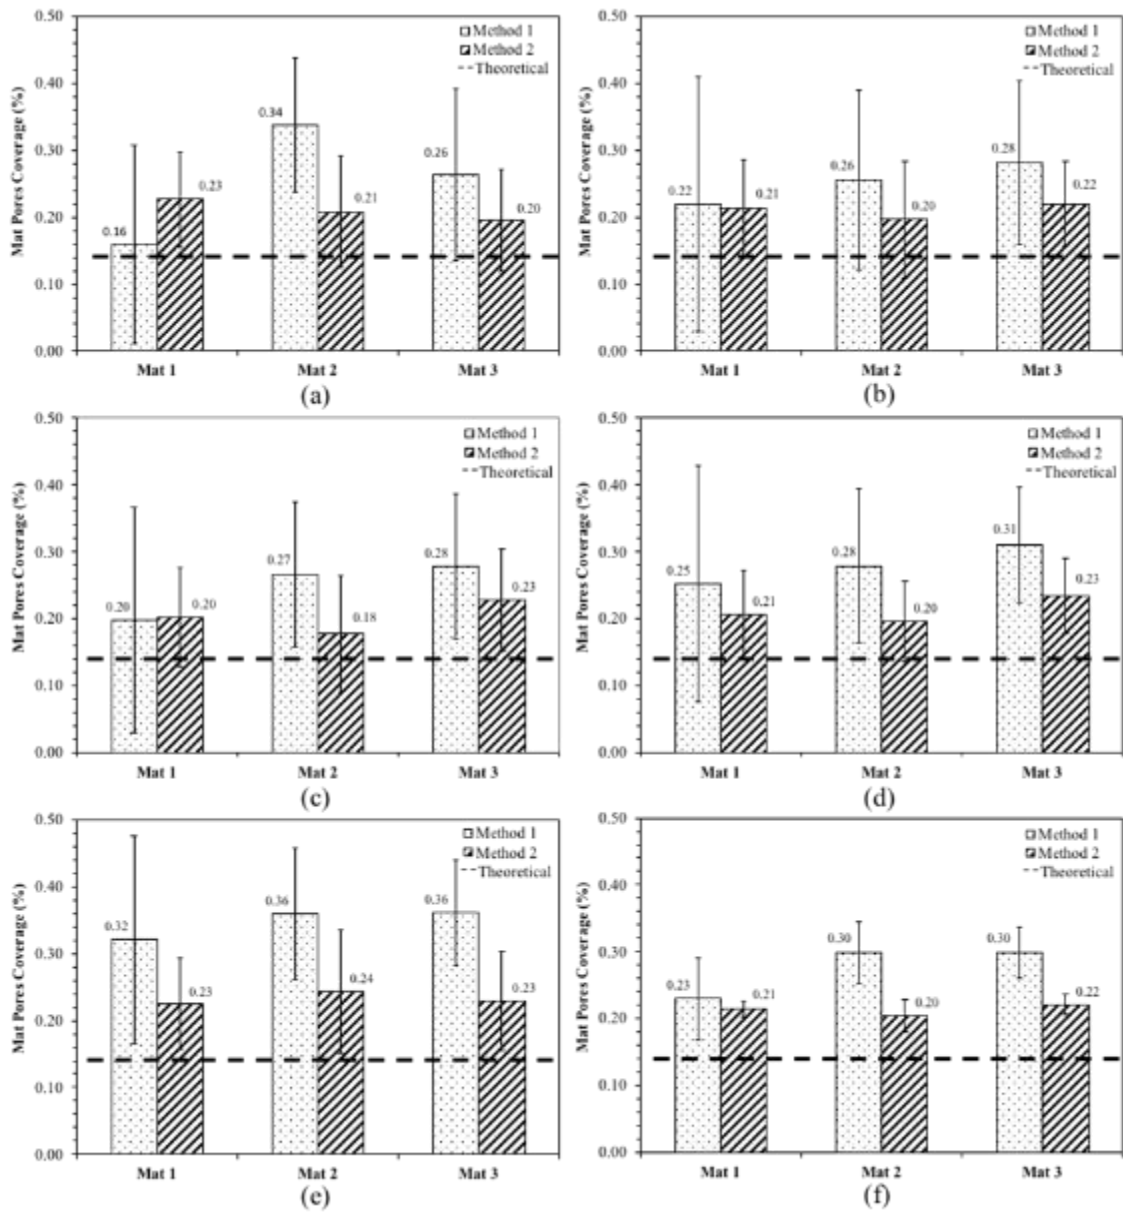 0.50
0.40
0.30
0.20
0.10
0.00
Mat Pores Coverage (%)
Method 1
Method 2
Theoretical
0.16
0.23
0.34
0.21
0.26
0.20
Mat 1
Mat 2
Mat 3
(a)
0.50
0.40
0.30
0.20
0.10
0.00
Mat Pores Coverage (%)
Method 1
Method 2
Theoretical
0.22
0.21
0.26
0.20
0.28
0.22
Mat 1
Mat 2
Mat 3
(b)
0.50
0.40
0.30
0.20
0.10
0.00
Mat Pores Coverage (%)
Method 1
Method 2
Theoretical
0.20
0.20
0.27
0.18
0.28
0.23
Mat 1
Mat 2
Mat 3
(c)
0.50
0.40
0.30
0.20
0.10
0.00
Mat Pores Coverage (%)
Method 1
Method 2
Theoretical
0.25
0.21
0.28
0.20
0.31
0.23
Mat 1
Mat 2
Mat 3
(d)
0.50
0.40
0.30
0.20
0.10
0.00
Mat Pores Coverage (%)
Method 1
Method 2
Theoretical
0.32
0.23
0.36
0.24
0.36
0.23
Mat 1
Mat 2
Mat 3
(e)
0.50
0.40
0.30
0.20
0.10
0.00
Mat Pores Coverage (%)
Method 1
Method 2
Theoretical
0.23
0.21
0.30
0.20
0.30
0.22
Mat 1
Mat 2
Mat 3
(f)